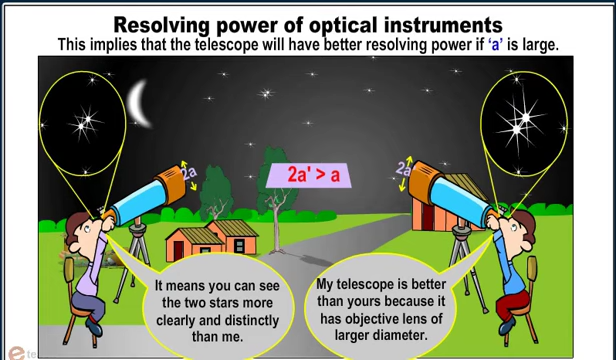 Resolving power of optical instruments
This implies that the telescope will have better resolving power if ‘a’ is large.
2a
2a' > a
2a
It means you can see
the two stars more
clearly and distinctly
than me.
My telescope is better
than yours because it
has objective lens of
larger diameter.